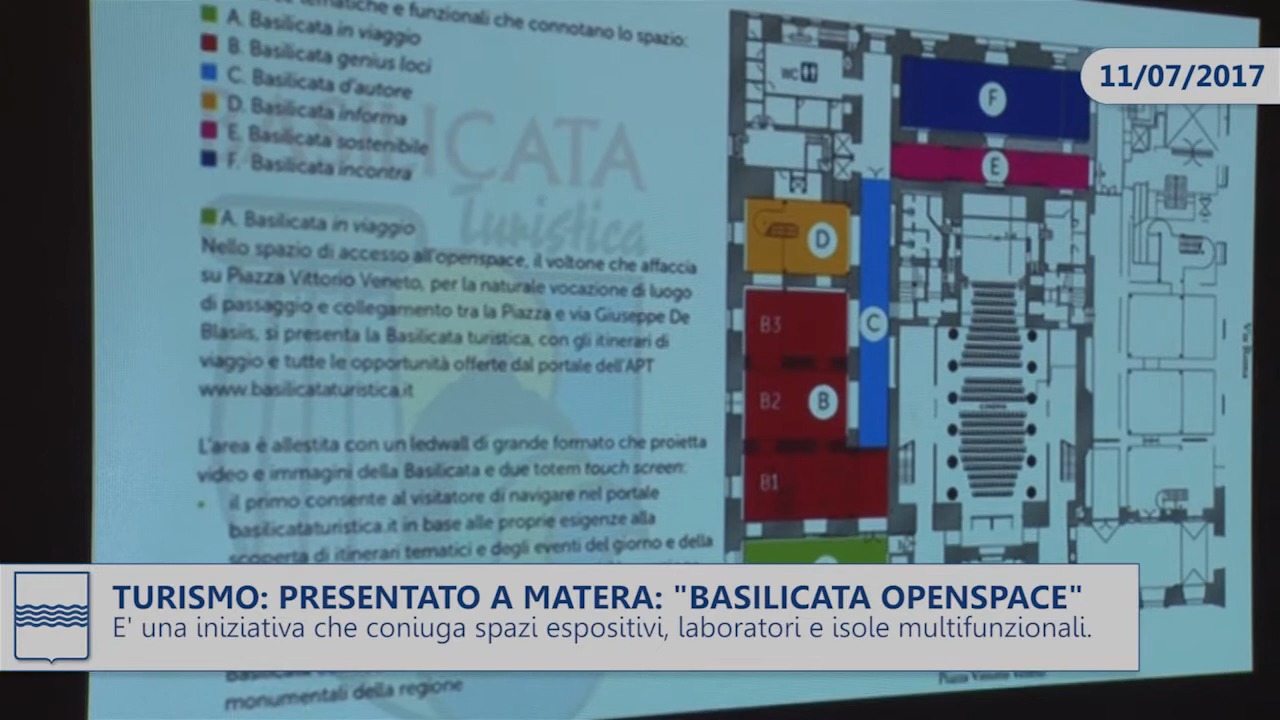 tematiche e funzionali che connotano lo spazio:
A. Basilicata in viaggio
B. Basilicata genius loci
C. Basilicata d'autore
D. Basilicata informa
E. Basilicata sostenibile
F. Basilicata incontra
BASILICATA
turistica
A. Basilicata in viaggio
Nello spazio di accesso all'openspace, il voltone che affaccia
su Piazza Vittorio Veneto, per la naturale vocazione di luogo
di passaggio e collegamento tra la Piazza e via Giuseppe De
Blasiis, si presenta la Basilicata turistica, con gli itinerari di
viaggio e tutte le opportunità offerte dal portale dell'APT
www.basilicataturistica.it
L'area è allestita con un ledwall di grande formato che proietta
video e immagini della Basilicata e due totem touch screen:
• il primo consente al visitatore di navigare nel portale
basilicataturistica.it in base alle proprie esigenze alla
scoperta di itinerari tematici e degli eventi del giorno e della
monumentali della regione
WC
F
E
D
C
B3
B2
B
B1
CINEMA
Piazza Vittorio Veneto
11/07/2017
TURISMO: PRESENTATO A MATERA: "BASILICATA OPENSPACE"
E' una iniziativa che coniuga spazi espositivi, laboratori e isole multifunzionali.